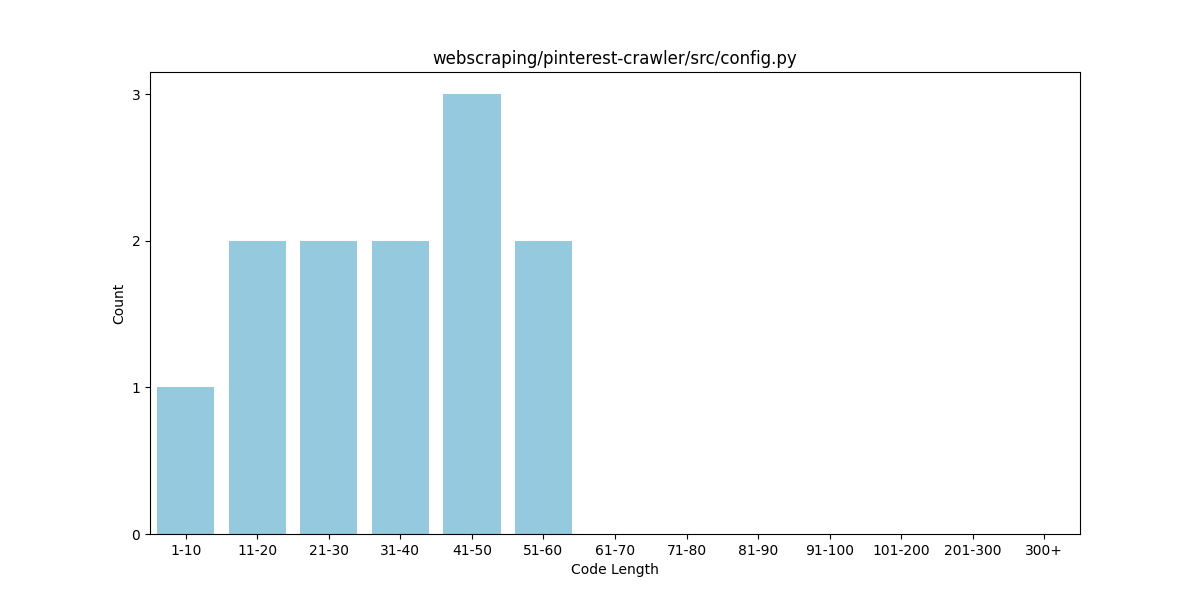 webscraping/pinterest-crawler/src/config.py
3
2
1
0
Count
1-10 11-20 21-30 31-40 41-50 51-60 61-70 71-80 81-90 91-100 101-200 201-300 300+
Code Length